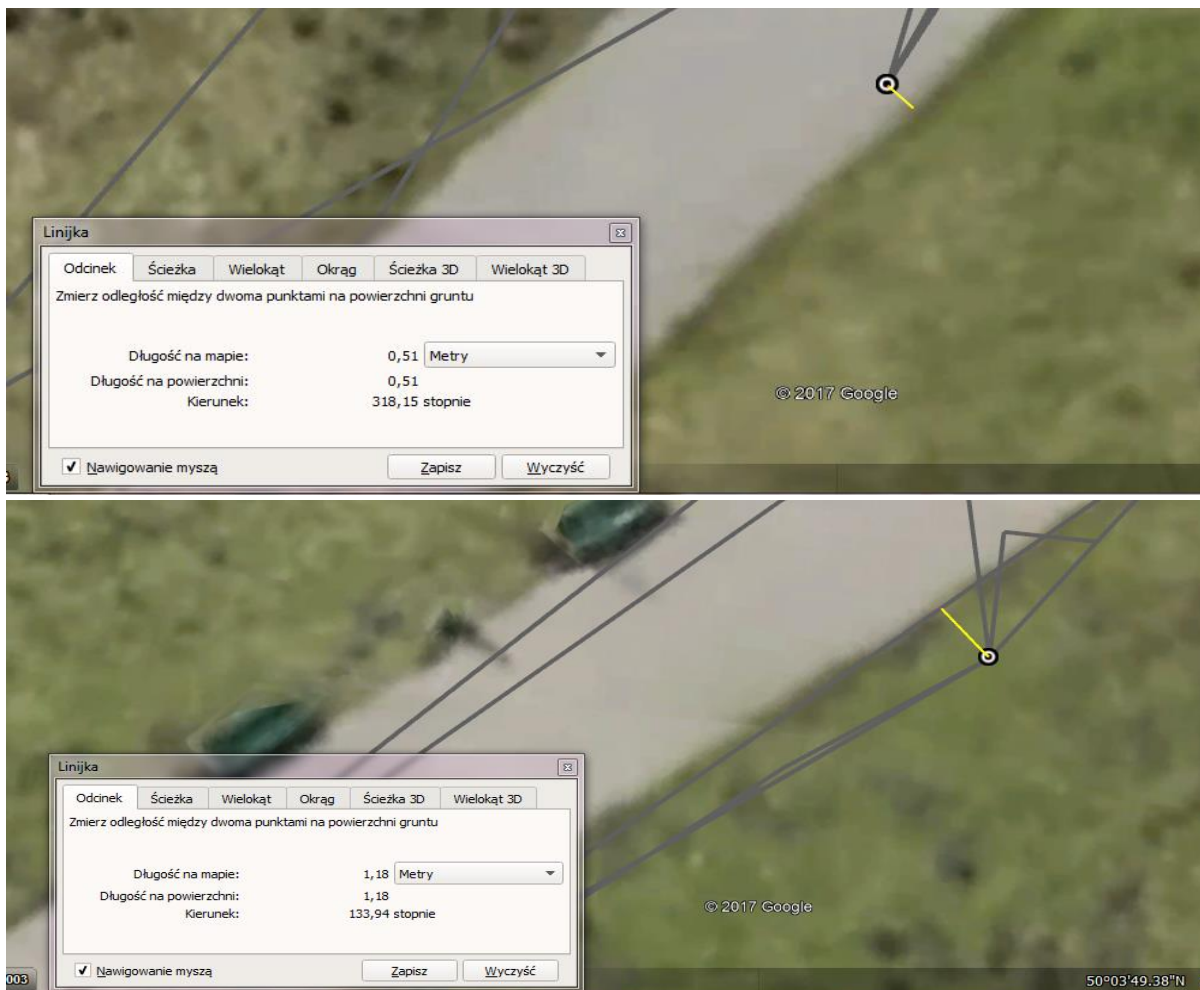 Linijka
Odcinek Ścieżka Wielokąt Okrąg Ścieżka 3D Wielokąt 3D
Zmierz odległość między dwoma punktami na powierzchni gruntu
Długość na mapie: 0,51 Metry
Długość na powierzchni: 0,51
Kierunek: 318,15 stopnie
Nawigowanie myszą Zapisz Wyczyść
© 2017 Google
Linijka
Odcinek Ścieżka Wielokąt Okrąg Ścieżka 3D Wielokąt 3D
Zmierz odległość między dwoma punktami na powierzchni gruntu
Długość na mapie: 1,18 Metry
Długość na powierzchni: 1,18
Kierunek: 133,94 stopnie
© 2017 Google
Nawigowanie myszą Zapisz Wyczyść
003 50°03'49.38"N